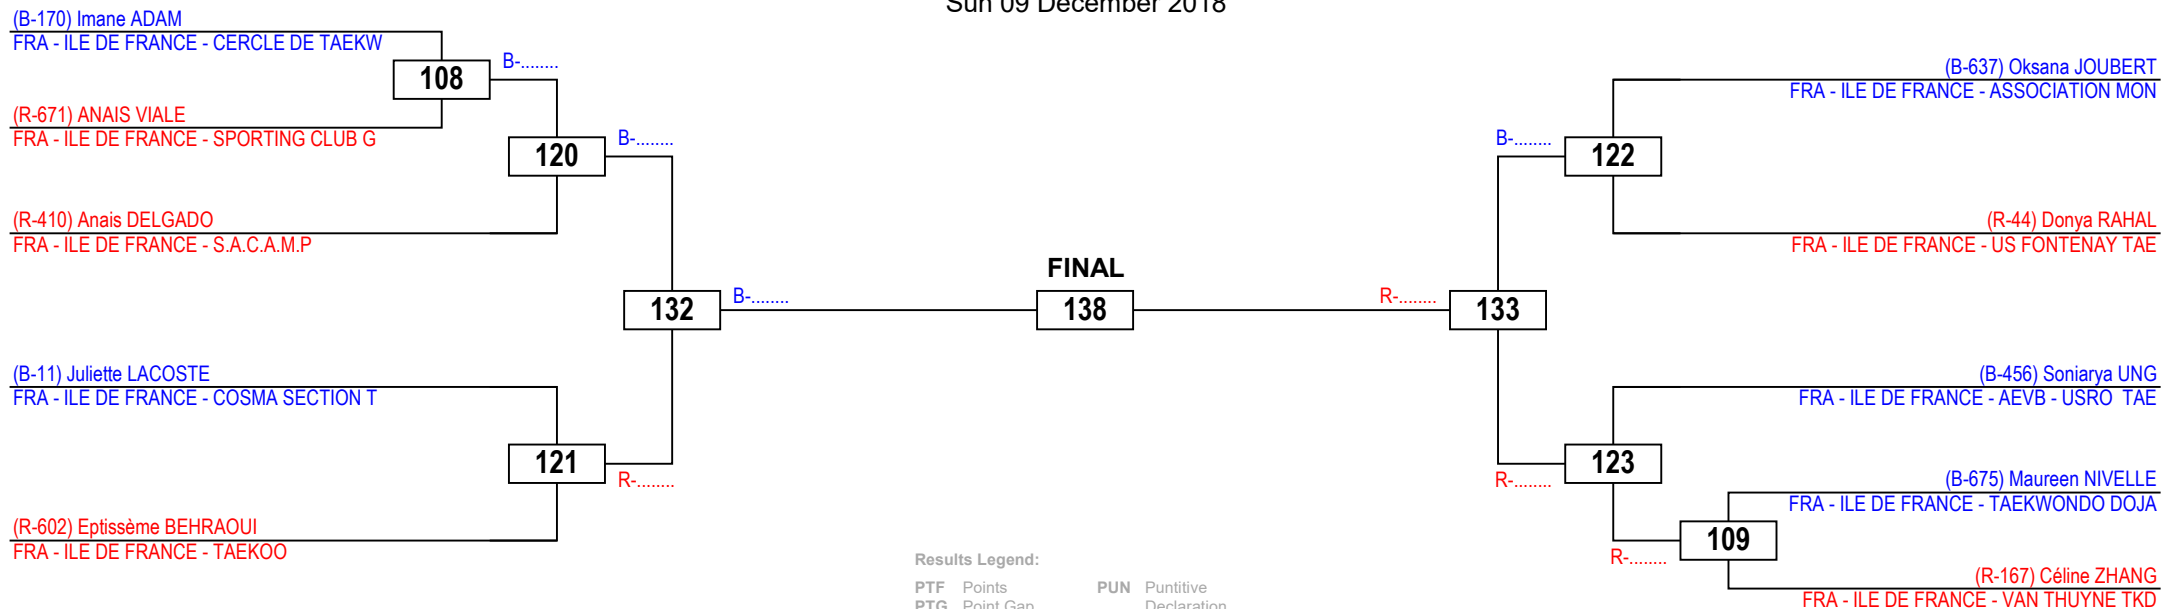 Sun 09 December 2018
(B-170) Imane ADAM
FRA - ILE DE FRANCE - CERCLE DE TAEKW
108
B-........
(R-671) ANAIS VIALE
FRA - ILE DE FRANCE - SPORTING CLUB G
120
B-........
(R-410) Anais DELGADO
FRA - ILE DE FRANCE - S.A.C.A.M.P
132
B-........
(B-11) Juliette LACOSTE
FRA - ILE DE FRANCE - COSMA SECTION T
121
R-........
(R-602) Eptissème BEHRAOUI
FRA - ILE DE FRANCE - TAEKOO
FINAL
138
(B-637) Oksana JOUBERT
FRA - ILE DE FRANCE - ASSOCIATION MON
B-........
122
(R-44) Donya RAHAL
FRA - ILE DE FRANCE - US FONTENAY TAE
R-........
133
(B-456) Soniarya UNG
FRA - ILE DE FRANCE - AEVB - USRO  TAE
R-........
123
(B-675) Maureen NIVELLE
FRA - ILE DE FRANCE - TAEKWONDO DOJA
R-........
109
(R-167) Céline ZHANG
FRA - ILE DE FRANCE - VAN THUYNE TKD
Results Legend:
PTF Points PUN Puntitive
PTG Point Gap Declaration